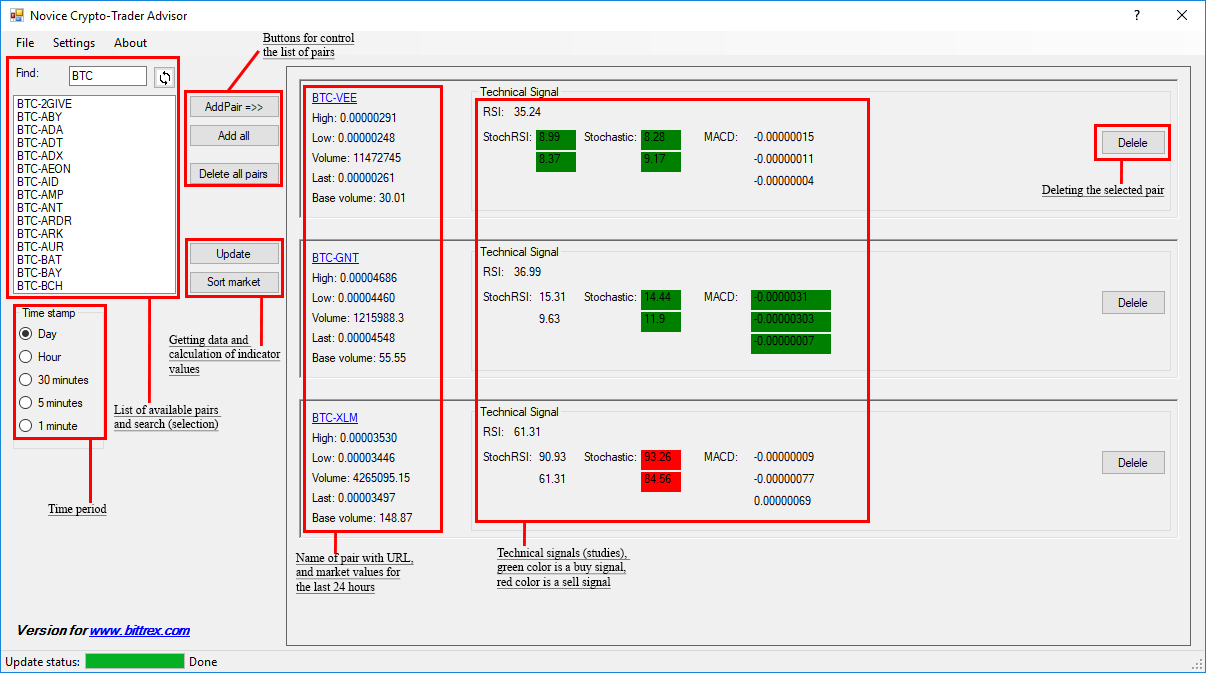 Novice Crypto-Trader Advisor
?
File Settings About
Buttons for control
the list of pairs
Find: BTC
BTC-2GIVE
BTC-ABY
BTC-ADA
BTC-ADT
BTC-ADX
BTC-AEON
BTC-AID
BTC-AMP
BTC-ANT
BTC-ARDR
BTC-ARK
BTC-AUR
BTC-BAT
BTC-BAY
BTC-BCH
AddPair =>>
Add all
Delete all pairs
Update
Sort market
Time stamp
Day
Hour
30 minutes
5 minutes
1 minute
Getting data and
calculation of indicator
values
List of available pairs
and search (selection)
Time period
BTC-VEE
High: 0.00000291
Low: 0.00000248
Volume: 11472745
Last: 0.00000261
Base volume: 30.01
Technical Signal
RSI: 35.24
StochRSI: 8.99 Stochastic: 8.28 MACD: -0.00000015
8.37 9.17 -0.00000011
-0.00000004
Delele
Deleting the selected pair
BTC-GNT
High: 0.00004686
Low: 0.00004460
Volume: 1215988.3
Last: 0.00004548
Base volume: 55.55
Technical Signal
RSI: 36.99
StochRSI: 15.31 Stochastic: 14.44 MACD: -0.0000031
9.63 11.9 -0.00000303
-0.00000007
Delele
BTC-XLM
High: 0.00003530
Low: 0.00003446
Volume: 4265095.15
Last: 0.00003497
Base volume: 148.87
Technical Signal
RSI: 61.31
StochRSI: 90.93 Stochastic: 93.26 MACD: -0.00000009
61.31 84.56 -0.00000077
0.00000069
Delele
Name of pair with URL,
and market values for
the last 24 hours
Technical signals (studies),
green color is a buy signal,
red color is a sell signal
Version for www.bittrex.com
Update status: Done